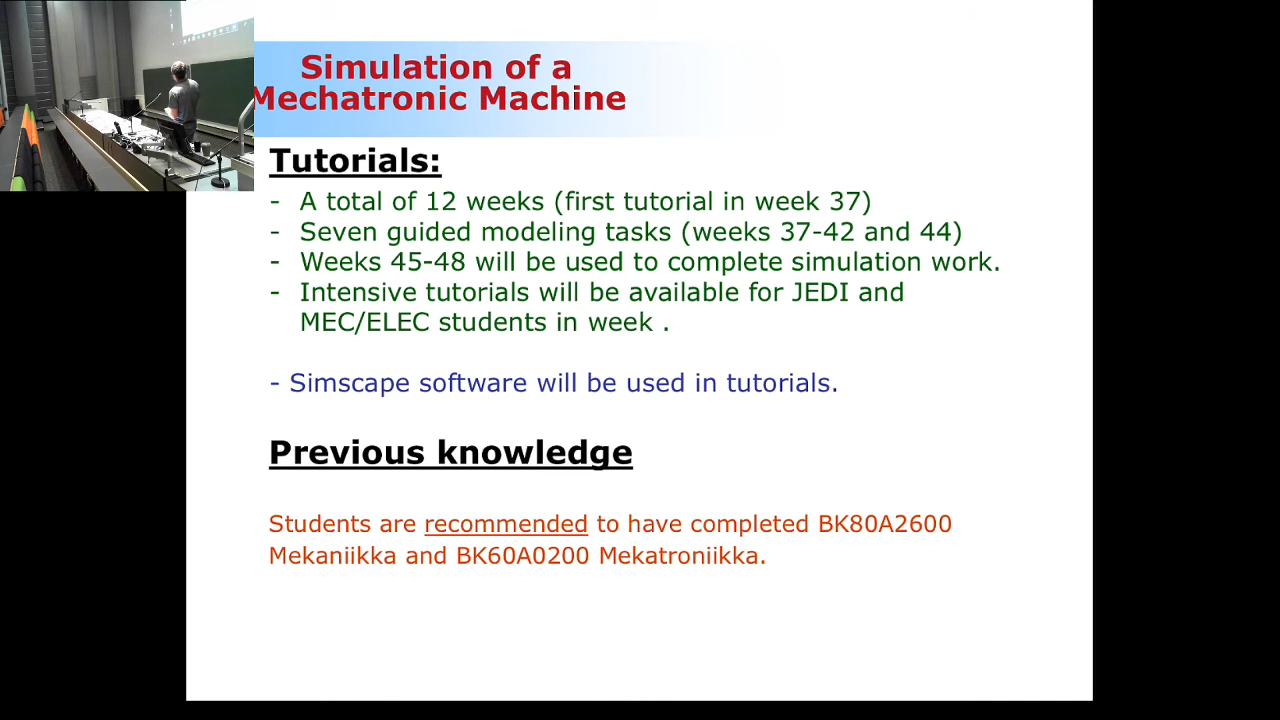 Simulation of a
Mechatronic Machine
Tutorials:
- A total of 12 weeks (first tutorial in week 37)
- Seven guided modeling tasks (weeks 37-42 and 44)
- Weeks 45-48 will be used to complete simulation work.
- Intensive tutorials will be available for JEDI and
MEC/ELEC students in week .
- Simscape software will be used in tutorials.
Previous knowledge
Students are recommended to have completed BK80A2600
Mekaniikka and BK60A0200 Mekatroniikka.